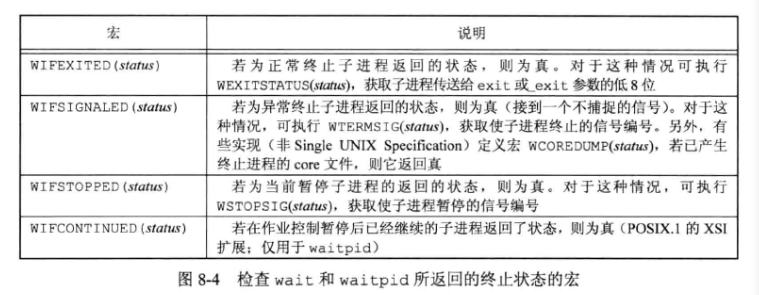 宏 说明
WIFEXITED(status) 若为正常终止子进程返回的状态，则为真。对于这种情况可执行
WEXITSTATUS(status)，获取子进程传送给 exit 或_exit 参数的低 8 位
WIFSIGNALED(status) 若为异常终止子进程返回的状态，则为真（接到一个不捕捉的信号）。对于这
种情况，可执行 WTERMSIG(status)，获取使子进程终止的信号编号。另外，有
些实现（非 Single UNIX Specification）定义宏 WCOREDUMP(status)，若已产生
终止进程的 core 文件，则它返回真
WIFSTOPPED(status) 若为当前暂停子进程的返回的状态，则为真。对于这种情况，可执行
WSTOPSIG(status)，获取使子进程暂停的信号编号
WIFCONTINUED(status) 若在作业控制暂停后已经继续的子进程返回了状态，则为真（POSIX.1 的 XSI
扩展；仅用于 waitpid）
图 8-4 检查 wait 和 waitpid 所返回的终止状态的宏